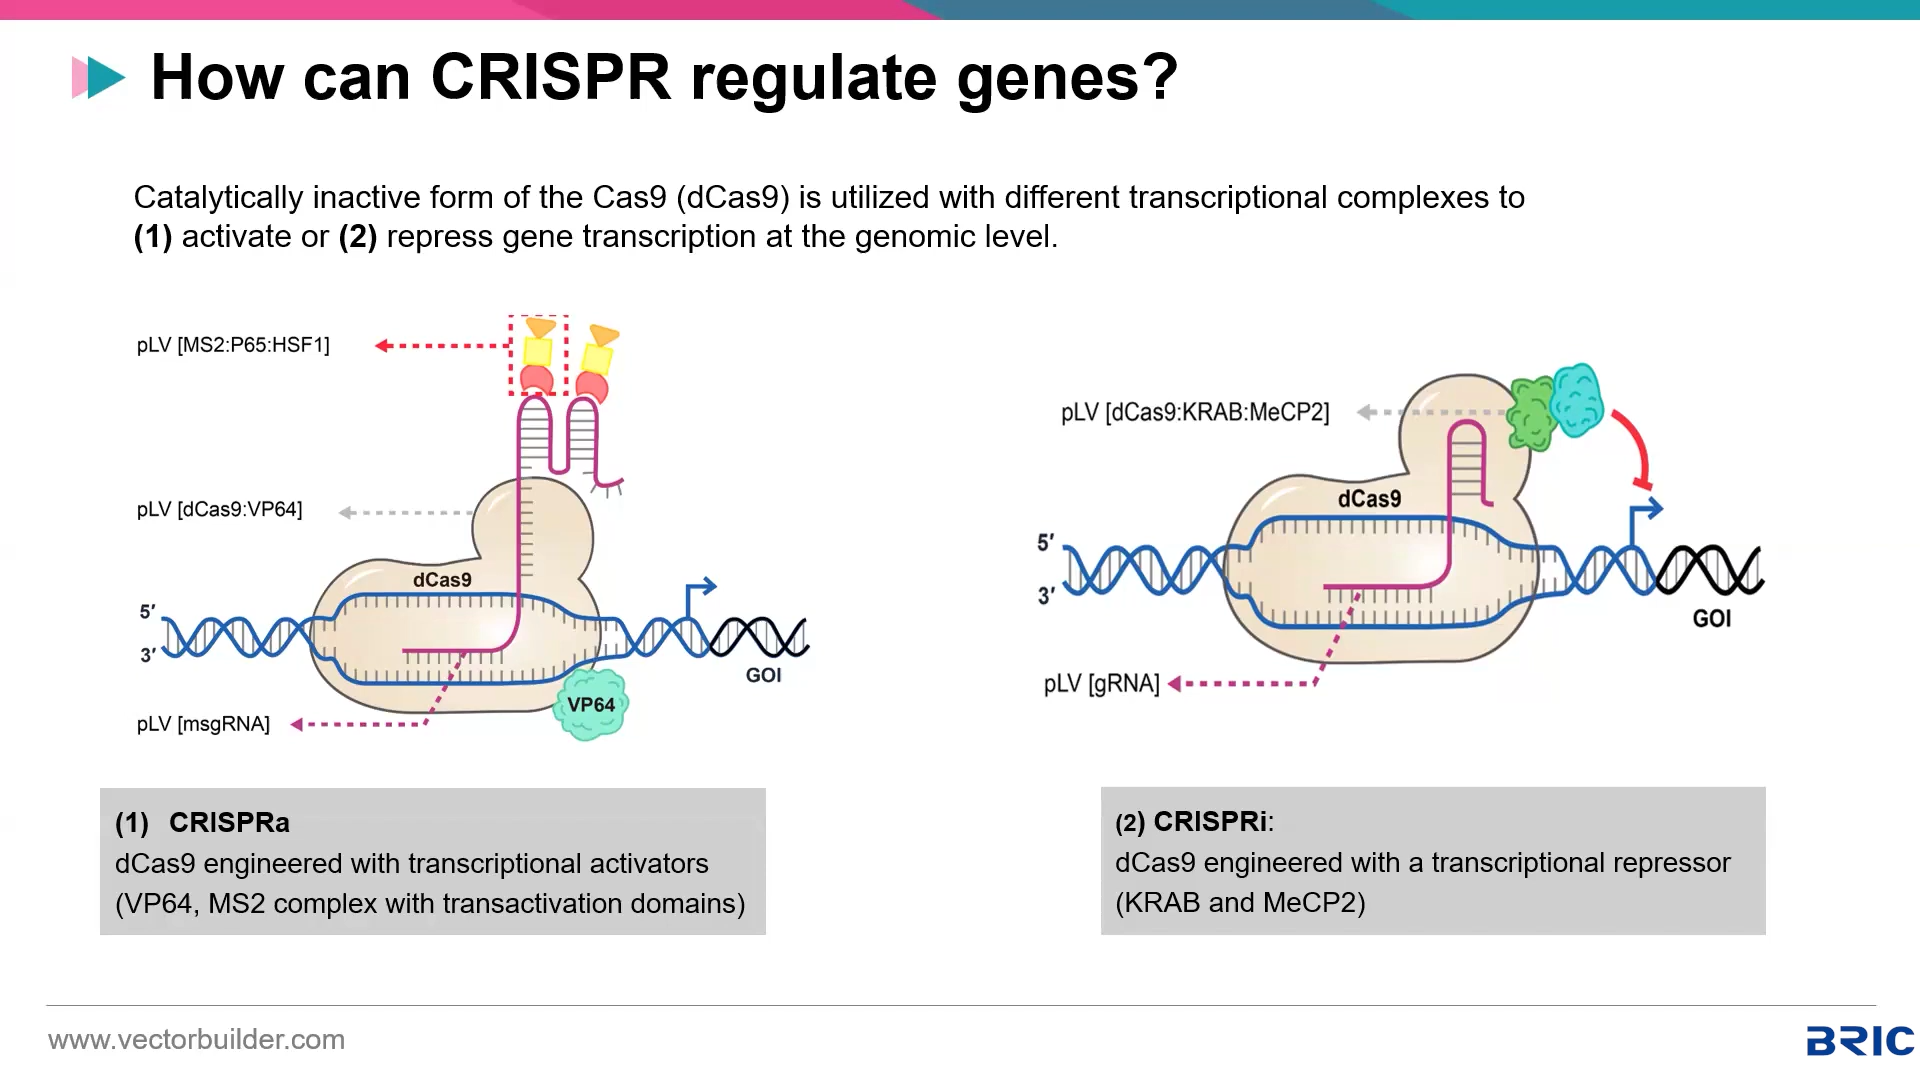 How can CRISPR regulate genes?
Catalytically inactive form of the Cas9 (dCas9) is utilized with different transcriptional complexes to
(1) activate or (2) repress gene transcription at the genomic level.
pLV [MS2:P65:HSF1]
pLV [dCas9:VP64]
dCas9
5'
3'
GOI
VP64
pLV [msgRNA]
pLV [dCas9:KRAB:MeCP2]
dCas9
5'
3'
GOI
pLV [gRNA]
(1) CRISPRa
dCas9 engineered with transcriptional activators
(VP64, MS2 complex with transactivation domains)
(2) CRISPRi:
dCas9 engineered with a transcriptional repressor
(KRAB and MeCP2)
www.vectorbuilder.com
BRIC